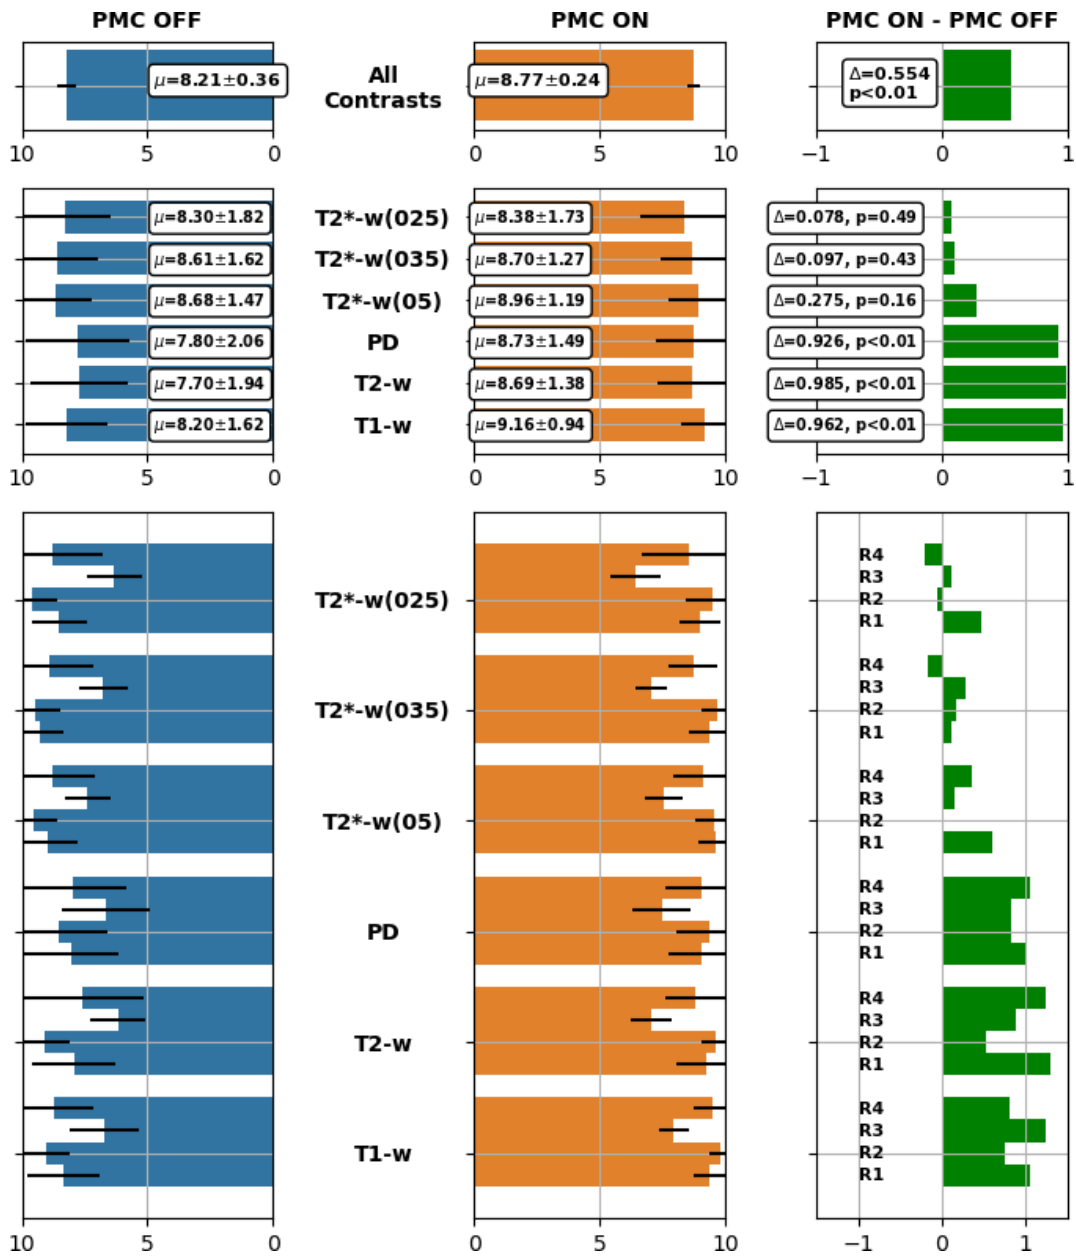 PMC OFF PMC ON PMC ON - PMC OFF
μ=8.21±0.36 All Contrasts μ=8.77±0.24 Δ=0.554
p<0.01
10 5 0 0 5 10 −1 0 1
μ=8.30±1.82 T2*-w(025) μ=8.38±1.73 Δ=0.078, p=0.49
μ=8.61±1.62 T2*-w(035) μ=8.70±1.27 Δ=0.097, p=0.43
μ=8.68±1.47 T2*-w(05) μ=8.96±1.19 Δ=0.275, p=0.16
μ=7.80±2.06 PD μ=8.73±1.49 Δ=0.926, p<0.01
μ=7.70±1.94 T2-w μ=8.69±1.38 Δ=0.985, p<0.01
μ=8.20±1.62 T1-w μ=9.16±0.94 Δ=0.962, p<0.01
10 5 0 0 5 10 −1 0 1
R4
R3
T2*-w(025) R2
R1
R4
R3
T2*-w(035) R2
R1
R4
R3
T2*-w(05) R2
R1
R4
R3
PD R2
R1
R4
R3
T2-w R2
R1
R4
R3
T1-w R2
R1
10 5 0 0 5 10 −1 0 1